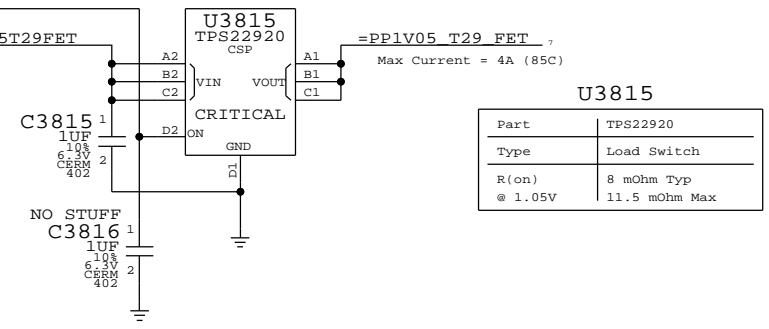 U3815
TPS22920
CSP
5T29FET
=PP1V05_T29_FET 7
Max Current = 4A (85C)
A2
B2
C2
VIN
VOUT
A1
B1
C1
CRITICAL
D2
ON
GND
D1
C3815 1
1UF
10%
6.3V
CERM
402
2
NO STUFF
C3816 1
1UF
10%
6.3V
CERM
402
2
U3815
Part TPS22920
Type Load Switch
R(on) 8 mOhm Typ
@ 1.05V 11.5 mOhm Max